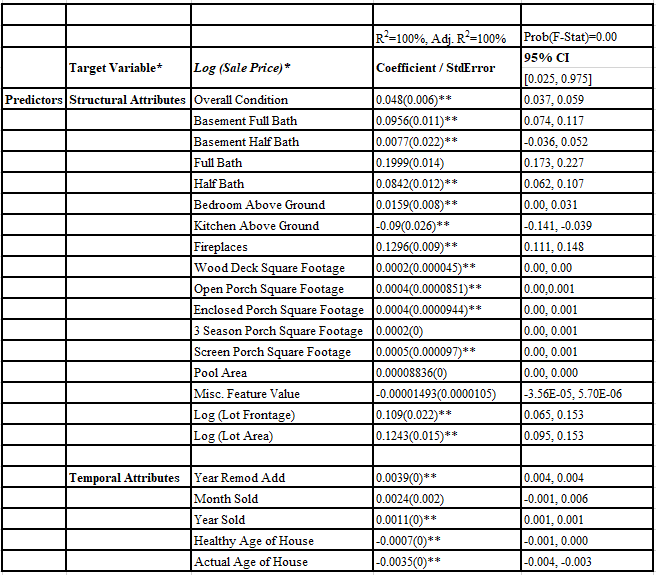 R2=100%, Adj. R2=100% Prob(F-Stat)=0.00
Target Variable* Log (Sale Price)* Coefficient / StdError 95% CI
[0.025, 0.975]
Predictors Structural Attributes Overall Condition 0.048(0.006)** 0.037, 0.059
Basement Full Bath 0.0956(0.011)** 0.074, 0.117
Basement Half Bath 0.0077(0.022)** -0.036, 0.052
Full Bath 0.1999(0.014) 0.173, 0.227
Half Bath 0.0842(0.012)** 0.062, 0.107
Bedroom Above Ground 0.0159(0.008)** 0.00, 0.031
Kitchen Above Ground -0.09(0.026)** -0.141, -0.039
Fireplaces 0.1296(0.009)** 0.111, 0.148
Wood Deck Square Footage 0.0002(0.000045)** 0.00, 0.00
Open Porch Square Footage 0.0004(0.0000851)** 0.00,0.001
Enclosed Porch Square Footage 0.0004(0.0000944)** 0.00, 0.001
3 Season Porch Square Footage 0.0002(0) 0.00, 0.001
Screen Porch Square Footage 0.0005(0.000097)** 0.00, 0.001
Pool Area 0.00008836(0) 0.00, 0.000
Misc. Feature Value -0.00001493(0.0000105) -3.56E-05, 5.70E-06
Log (Lot Frontage) 0.109(0.022)** 0.065, 0.153
Log (Lot Area) 0.1243(0.015)** 0.095, 0.153
Temporal Attributes Year Remod Add 0.0039(0)** 0.004, 0.004
Month Sold 0.0024(0.002) -0.001, 0.006
Year Sold 0.0011(0)** 0.001, 0.001
Healthy Age of House -0.0007(0)** -0.001, 0.000
Actual Age of House -0.0035(0)** -0.004, -0.003